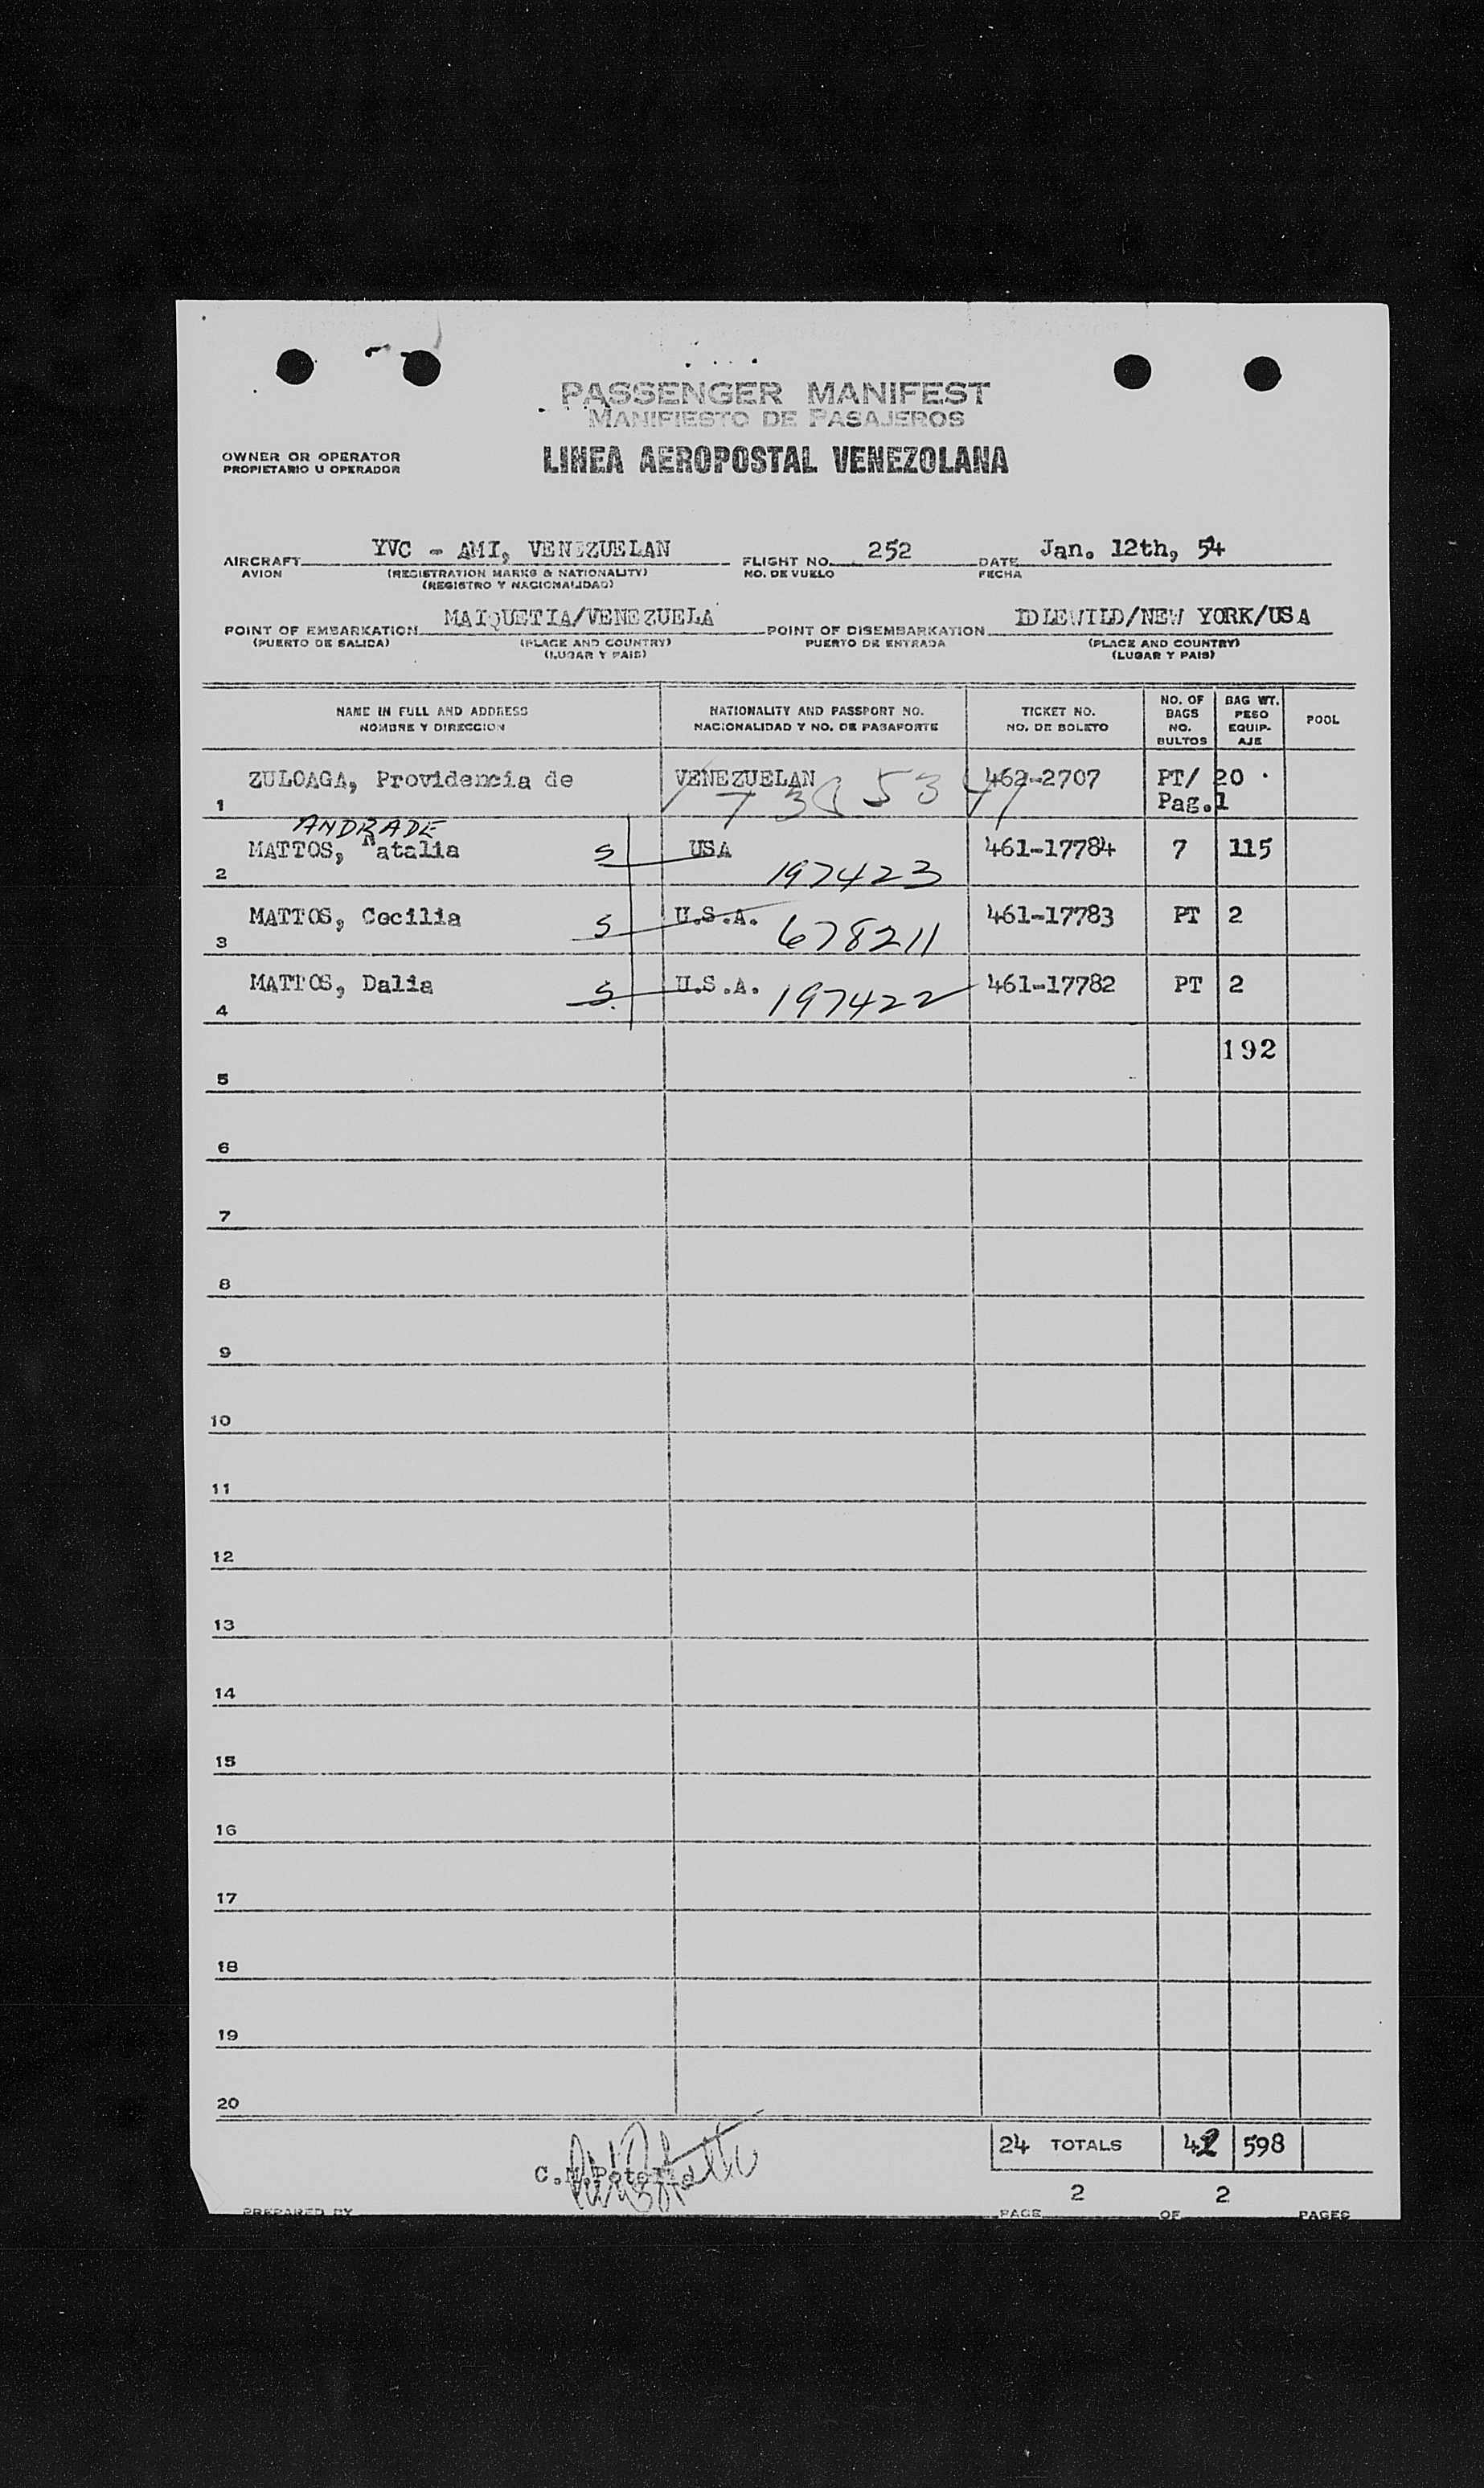 PASSENGER MANIFEST
MANIFIESTO DE PASAJEROS
OWNER OR OPERATOR
PROPIETARIO U OPERADOR
LINEA AEROPOSTAL VENEZOLANA
AIRCRAFT YVC - AMI, VENEZUELAN FLIGHT NO. 252 DATE Jan. 12th, 54
AVION (REGISTRATION MARKS & NATIONALITY) NO. DE VUELO FECHA
(REGISTRO Y NACIONALIDAD)
POINT OF EMBARKATION MAIQUETIA/VENEZUELA POINT OF DISEMBARKATION IDLEWILD/NEW YORK/USA
(PUERTO DE SALIDA) (PLACE AND COUNTRY) PUERTO DE ENTRADA (PLACE AND COUNTRY)
(LUGAR Y PAIS) (LUGAR Y PAIS)
NAME IN FULL AND ADDRESS NATIONALITY AND PASSPORT NO. TICKET NO. NO. OF BAGS BAG WT. POOL
NOMBRE Y DIRECCION NACIONALIDAD Y NO. DE PASAPORTE NO. DE BOLETO NO. BULTOS PESO EQUIP-AJE
1 ZULOAGA, Providencia de VENEZUELAN 462-2707 PT/ 20
Pag.1
ANDRADE
2 MATTOS, Natalia S USA 197423 461-17784 7 115
3 MATTOS, Cecilia S U.S.A. 678211 461-17783 PT 2
4 MATTOS, Dalia S U.S.A. 197422 461-17782 PT 2
192
5
6
7
8
9
10
11
12
13
14
15
16
17
18
19
20
24 TOTALS 42 598
PREPARED BY PAGE 2 OF 2 PAGES